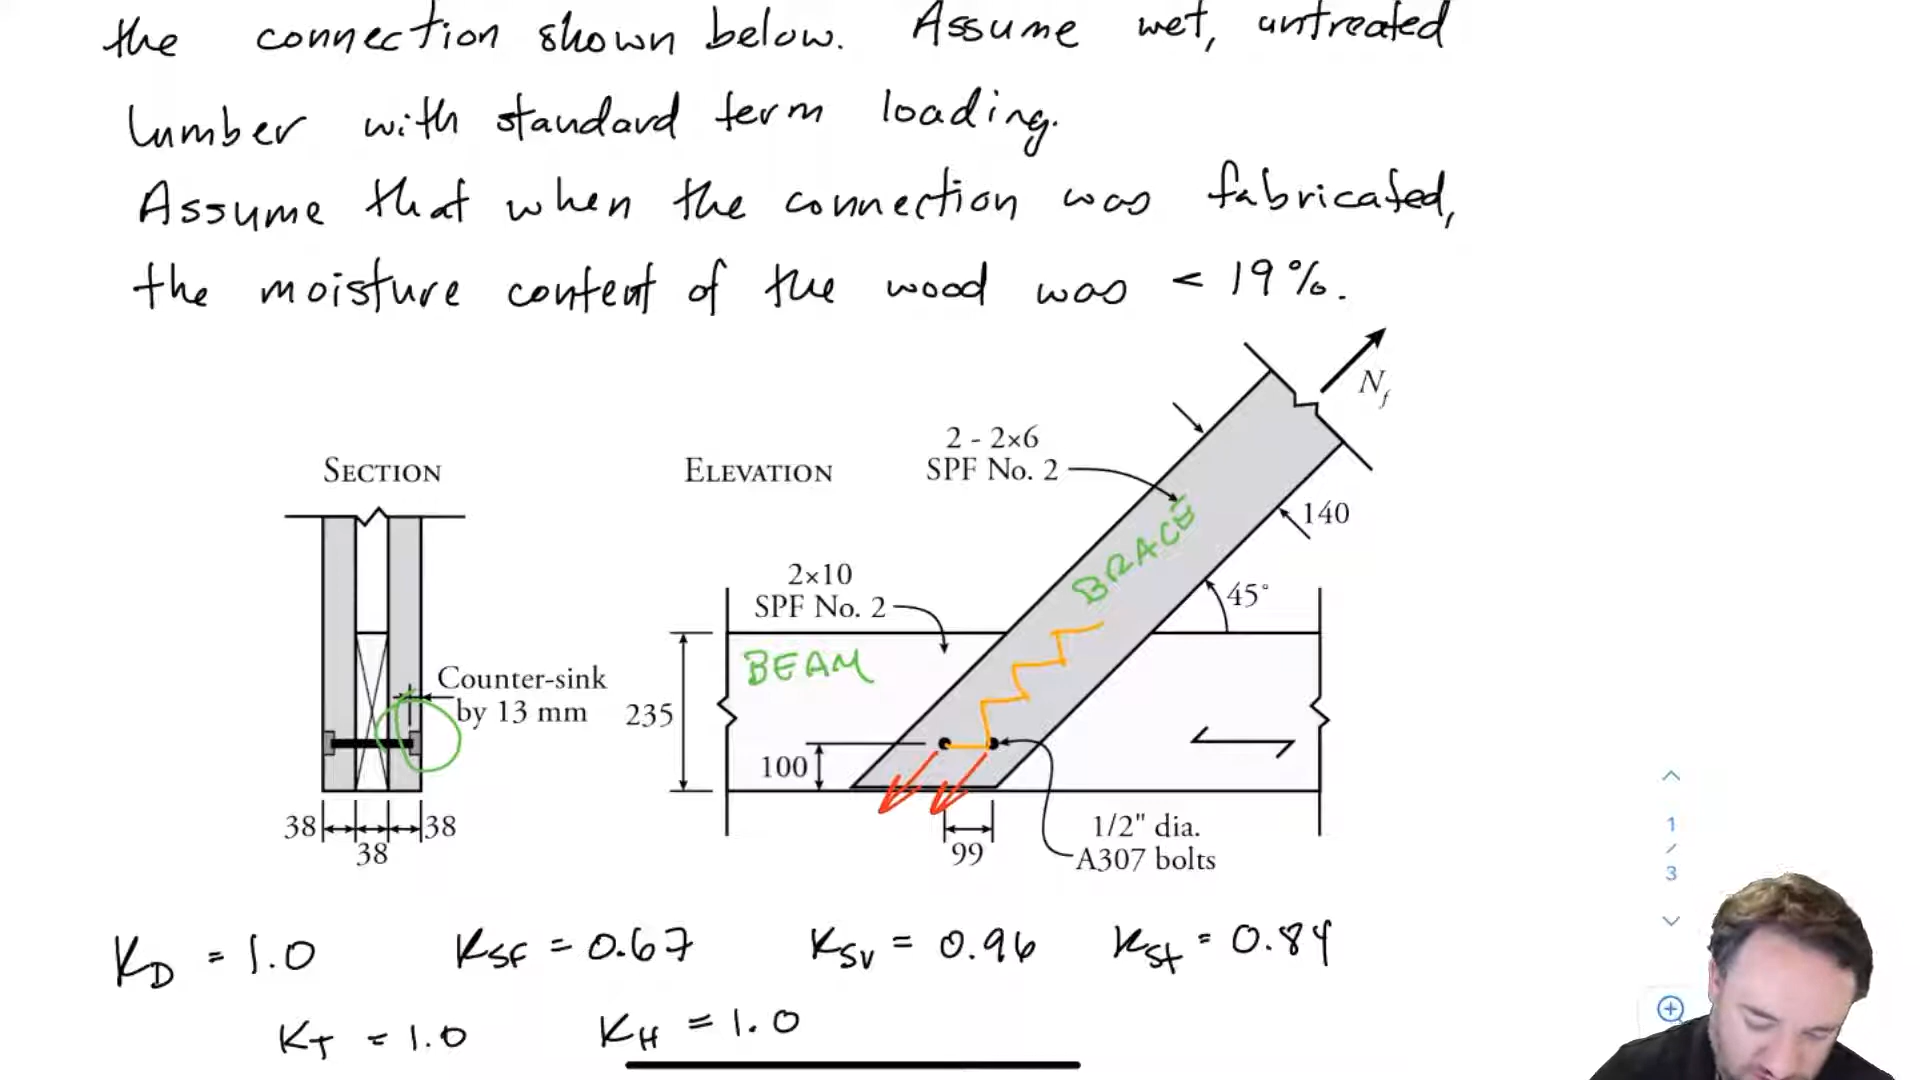 the connection shown below. Assume wet, untreated
lumber with standard term loading.
Assume that when the connection was fabricated,
the moisture content of the wood was < 19%.
N_f
2 - 2×6
SPF No. 2
SECTION
ELEVATION
140
BRACE
2×10
SPF No. 2
45°
BEAM
Counter-sink
by 13 mm
235
100
38
38
38
99
1/2" dia.
A307 bolts
1
/
3
K_D = 1.0 K_SF = 0.67 K_Sv = 0.96 K_St = 0.84
K_T = 1.0 K_H = 1.0